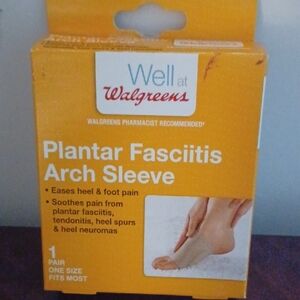 Well at
Walgreens
WALGREENS PHARMACIST RECOMMENDED†
Plantar Fasciitis
Arch Sleeve
• Eases heel & foot pain
• Soothes pain from
plantar fasciitis,
tendonitis, heel spurs
& heel neuromas
1
PAIR
ONE SIZE
FITS MOST